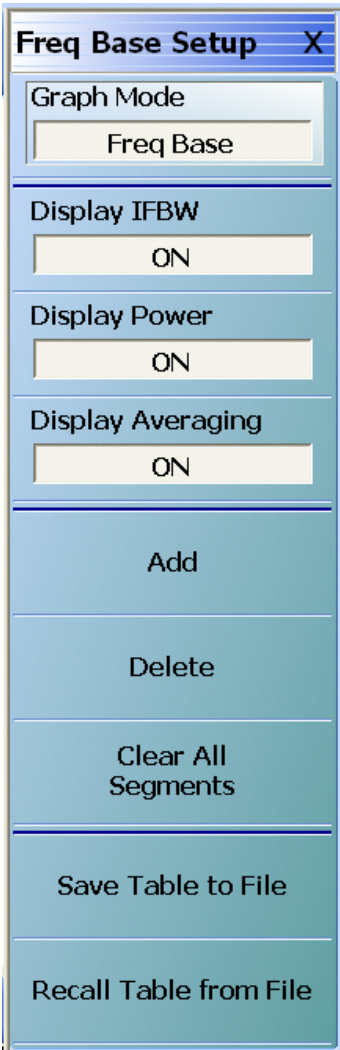 Freq Base Setup X
Graph Mode
Freq Base
Display IFBW
ON
Display Power
ON
Display Averaging
ON
Add
Delete
Clear All
Segments
Save Table to File
Recall Table from File